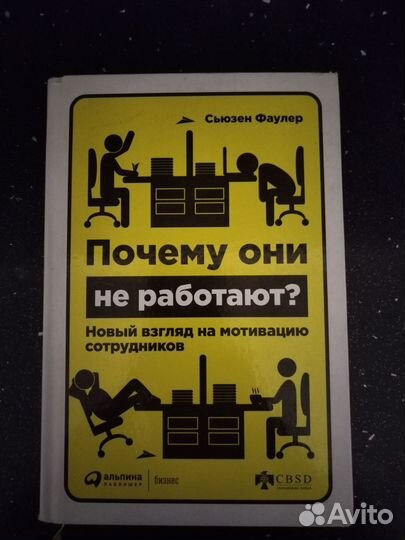 Сьюзен Фаулер
Почему они
не работают?
Новый взгляд на мотивацию
сотрудников
альпина
ПАБЛИШЕР
бизнес
CBSD
Avito